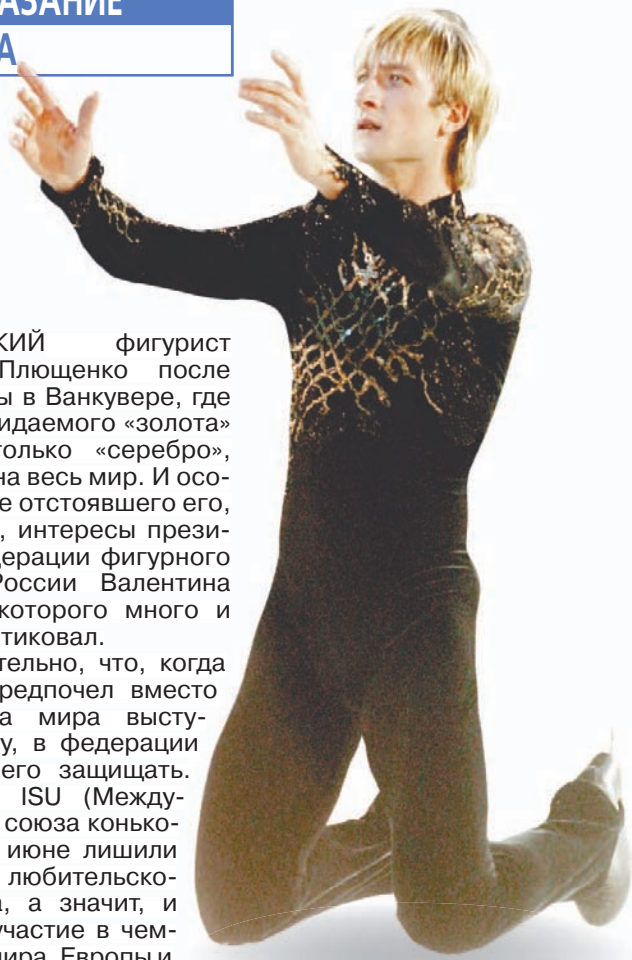 АЗАНИЕ
А
КИЙ фигурист
Плющенко после
ы в Ванкувере, где
идаемого «золота»
олько «серебро»,
на весь мир. И осо-
е отстоявшего его,
, интересы прези-
дерации фигурного
России Валентина
которого много и
тиковал.
тельно, что, когда
редпочел вместо
а мира высту-
у, в федерации
его защищать.
ISU (Между-
союза конько-
июне лишили
любительско-
а, а значит, и
участие в чем-
мира, Европы и